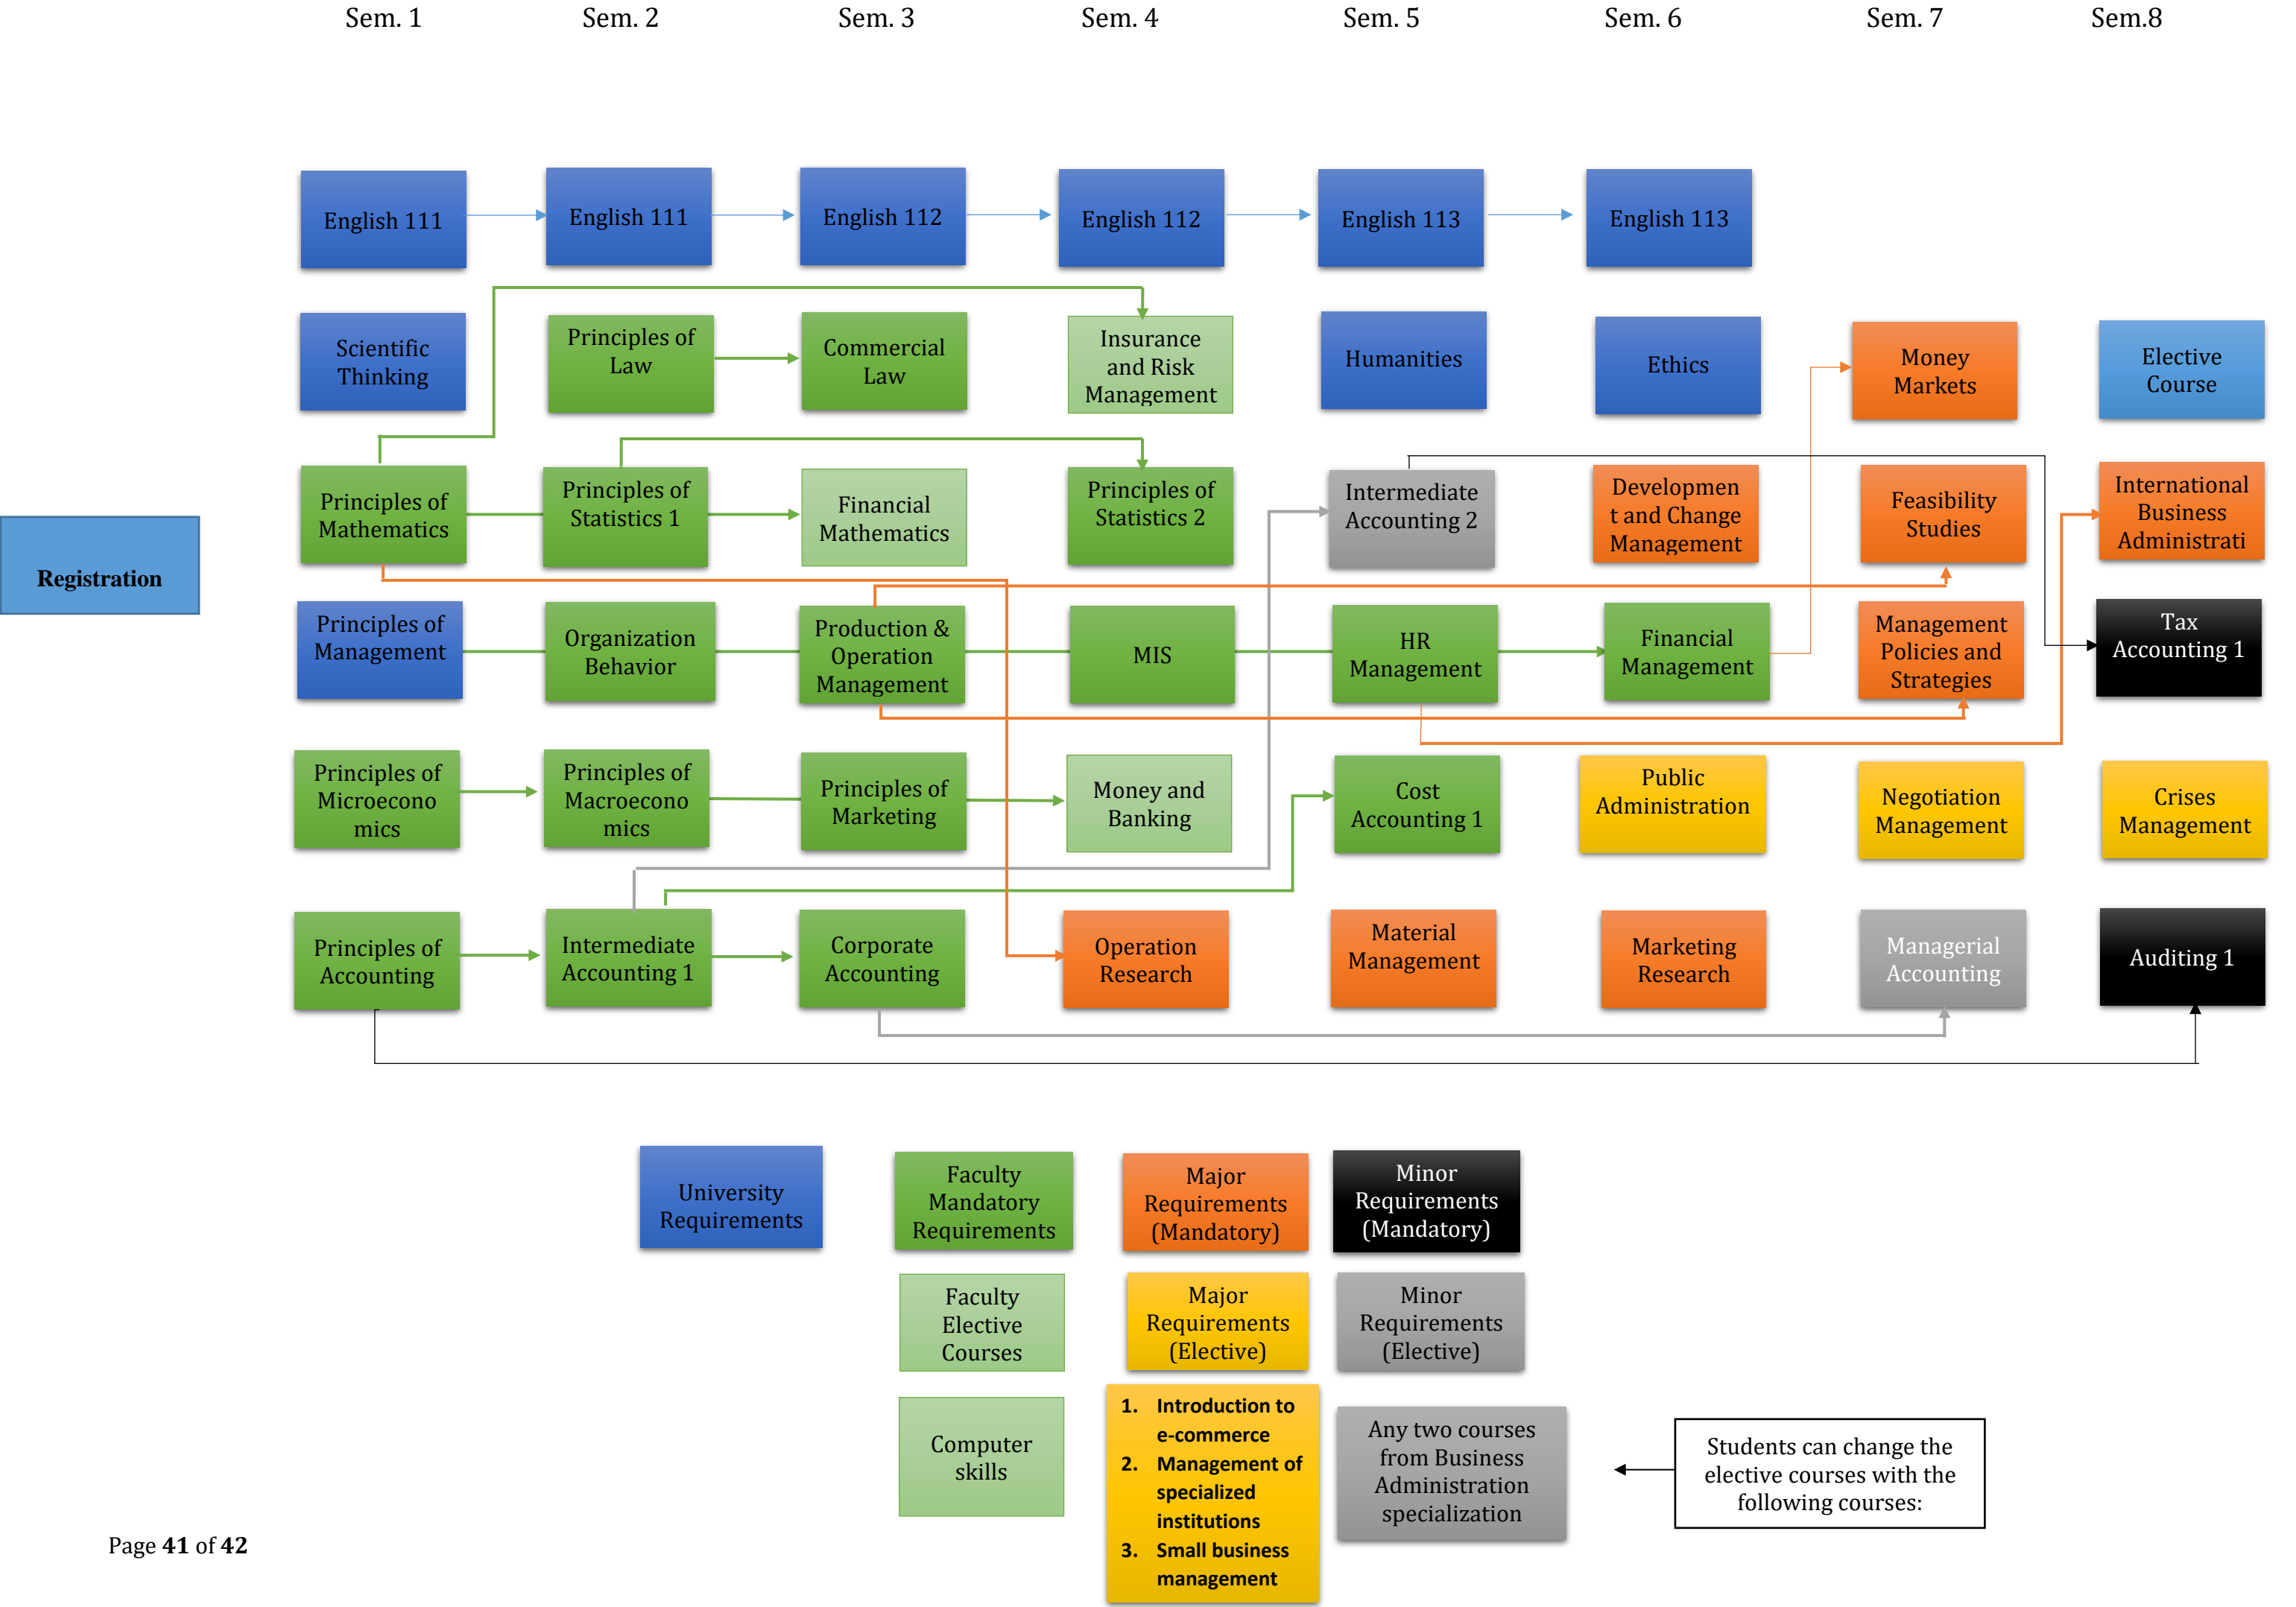 Sem. 1 Sem. 2 Sem. 3 Sem. 4 Sem. 5 Sem. 6 Sem. 7 Sem.8
English 111
English 111
English 112
English 112
English 113
English 113
Scientific
Thinking
Principles of
Law
Commercial
Law
Insurance
and Risk
Management
Humanities
Ethics
Money
Markets
Elective
Course
Registration
Principles of
Mathematics
Principles of
Statistics 1
Financial
Mathematics
Principles of
Statistics 2
Intermediate
Accounting 2
Developmen
t and Change
Management
Feasibility
Studies
International
Business
Administrati
Principles of
Management
Organization
Behavior
Production &
Operation
Management
MIS
HR
Management
Financial
Management
Management
Policies and
Strategies
Tax
Accounting 1
Principles of
Microecono
mics
Principles of
Macroecono
mics
Principles of
Marketing
Money and
Banking
Cost
Accounting 1
Public
Administration
Negotiation
Management
Crises
Management
Principles of
Accounting
Intermediate
Accounting 1
Corporate
Accounting
Operation
Research
Material
Management
Marketing
Research
Managerial
Accounting
Auditing 1
University
Requirements
Faculty
Mandatory
Requirements
Major
Requirements
(Mandatory)
Minor
Requirements
(Mandatory)
Faculty
Elective
Courses
Major
Requirements
(Elective)
Minor
Requirements
(Elective)
Computer
skills
1. Introduction to
e-commerce
2. Management of
specialized
institutions
3. Small business
management
Any two courses
from Business
Administration
specialization
Students can change the
elective courses with the
following courses:
Page 41 of 42